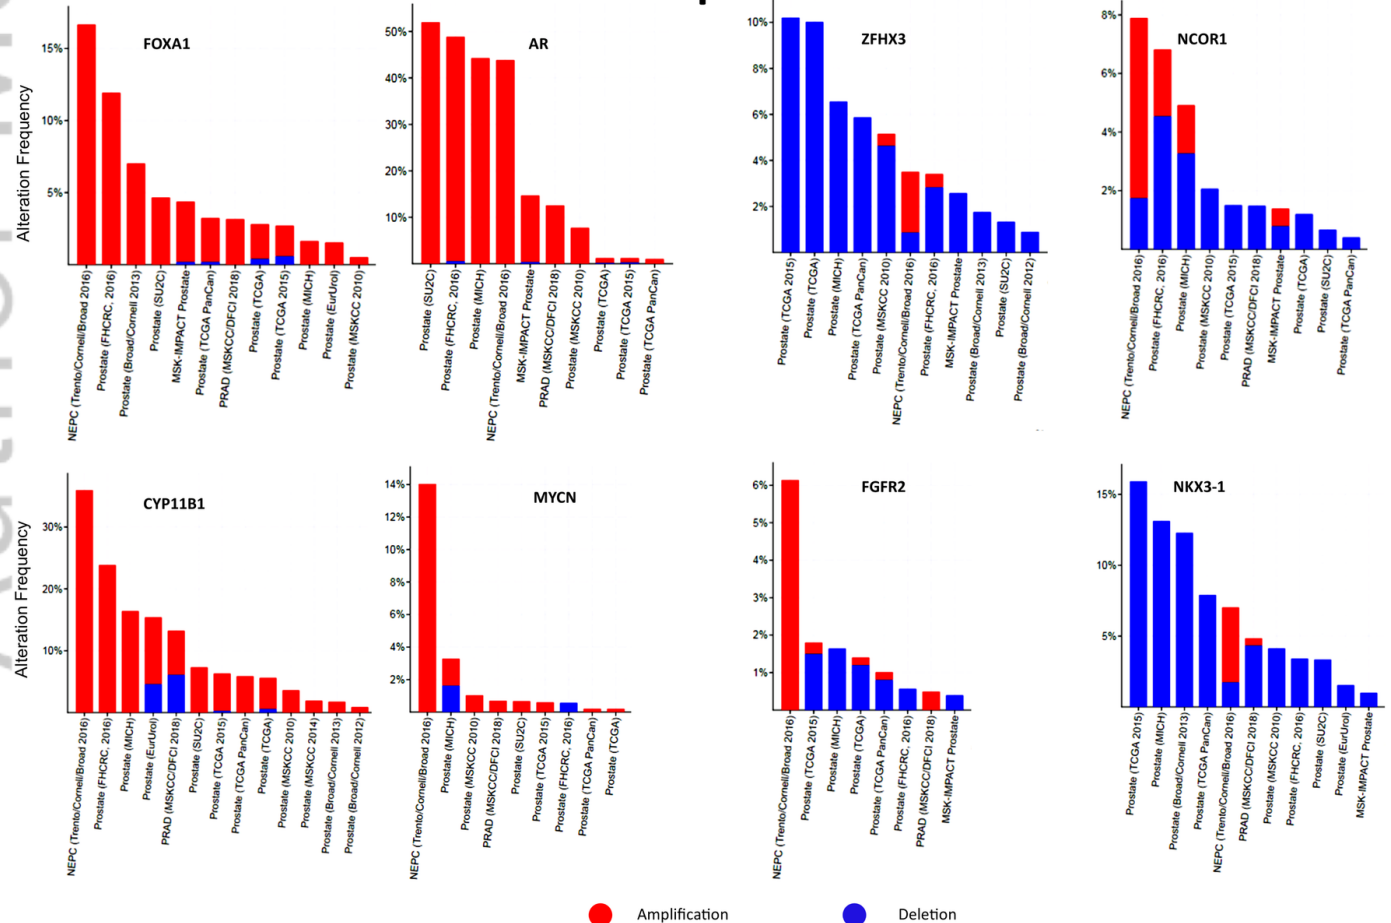 FOXA1
Alteration Frequency
15%
10%
5%
NEPC (Trento/Cornell/Broad 2016)
Prostate (FHCRC, 2016)
Prostate (Broad/Cornell 2013)
Prostate (SU2C)
MSK-IMPACT Prostate
Prostate (TCGA PanCan)
PRAD (MSKCC/DFCI 2018)
Prostate (TCGA)
Prostate (TCGA 2015)
Prostate (MICH)
Prostate (EurUrol)
Prostate (MSKCC 2010)
AR
50%
40%
30%
20%
10%
Prostate (SU2C)
Prostate (FHCRC, 2016)
Prostate (MICH)
NEPC (Trento/Cornell/Broad 2016)
MSK-IMPACT Prostate
PRAD (MSKCC/DFCI 2018)
Prostate (MSKCC 2010)
Prostate (TCGA)
Prostate (TCGA 2015)
Prostate (TCGA PanCan)
ZFHX3
10%
8%
6%
4%
2%
Prostate (TCGA 2015)
Prostate (TCGA)
Prostate (MICH)
Prostate (TCGA PanCan)
Prostate (MSKCC 2010)
NEPC (Trento/Cornell/Broad 2016)
Prostate (FHCRC, 2016)
MSK-IMPACT Prostate
Prostate (Broad/Cornell 2013)
Prostate (SU2C)
Prostate (Broad/Cornell 2012)
NCOR1
8%
6%
4%
2%
NEPC (Trento/Cornell/Broad 2016)
Prostate (FHCRC, 2016)
Prostate (MICH)
Prostate (MSKCC 2010)
Prostate (TCGA 2015)
PRAD (MSKCC/DFCI 2018)
MSK-IMPACT Prostate
Prostate (TCGA)
Prostate (SU2C)
Prostate (TCGA PanCan)
CYP11B1
Alteration Frequency
30%
20%
10%
NEPC (Trento/Cornell/Broad 2016)
Prostate (FHCRC, 2016)
Prostate (MICH)
Prostate (EurUrol)
PRAD (MSKCC/DFCI 2018)
Prostate (SU2C)
Prostate (TCGA 2015)
Prostate (TCGA PanCan)
Prostate (TCGA)
Prostate (MSKCC 2010)
Prostate (MSKCC 2014)
Prostate (Broad/Cornell 2013)
Prostate (Broad/Cornell 2012)
MYCN
14%
12%
10%
8%
6%
4%
2%
NEPC (Trento/Cornell/Broad 2016)
Prostate (MICH)
Prostate (MSKCC 2010)
PRAD (MSKCC/DFCI 2018)
Prostate (SU2C)
Prostate (TCGA 2015)
Prostate (FHCRC, 2016)
Prostate (TCGA PanCan)
Prostate (TCGA)
FGFR2
6%
5%
4%
3%
2%
1%
NEPC (Trento/Cornell/Broad 2016)
Prostate (TCGA 2015)
Prostate (MICH)
Prostate (TCGA)
Prostate (TCGA PanCan)
Prostate (FHCRC, 2016)
PRAD (MSKCC/DFCI 2018)
MSK-IMPACT Prostate
NKX3-1
15%
10%
5%
Prostate (TCGA 2015)
Prostate (MICH)
Prostate (Broad/Cornell 2013)
Prostate (TCGA PanCan)
NEPC (Trento/Cornell/Broad 2016)
PRAD (MSKCC/DFCI 2018)
Prostate (MSKCC 2010)
Prostate (FHCRC, 2016)
Prostate (SU2C)
Prostate (EurUrol)
MSK-IMPACT Prostate
Amplification
Deletion